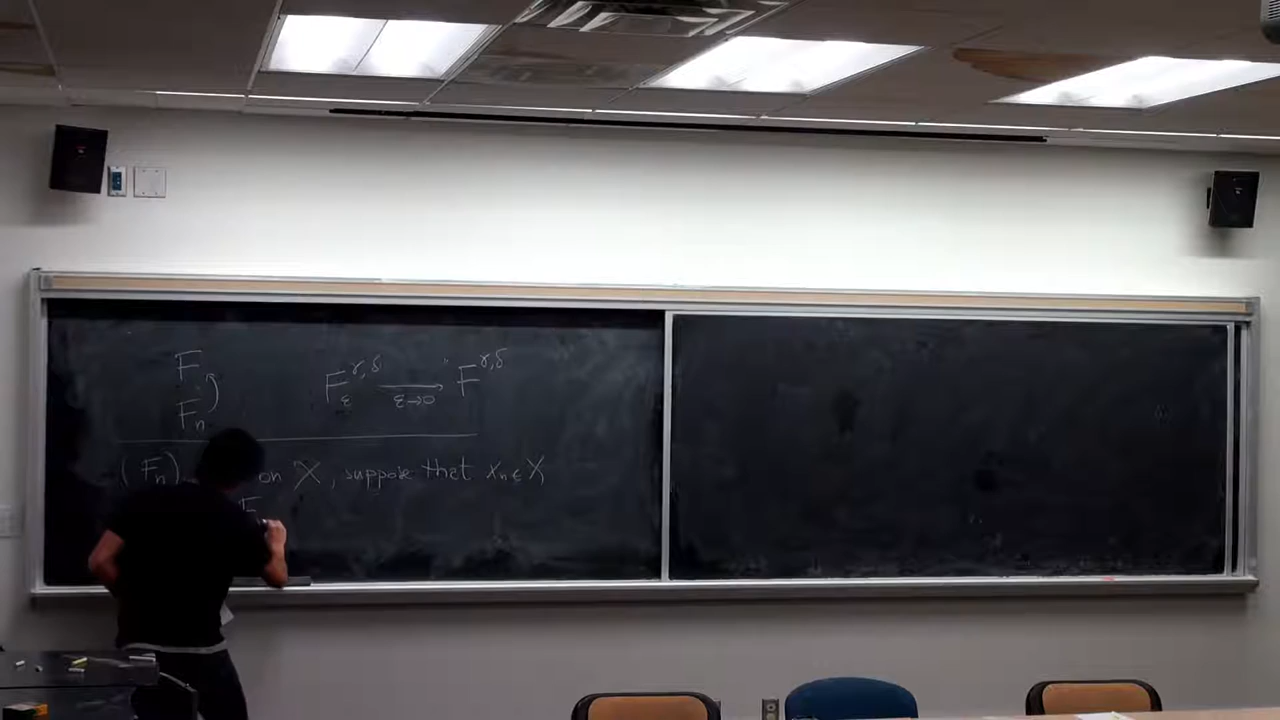 F
F_ε^{γ,δ} →_{ε→0} "F^{γ,δ}
F_n
(F_n) on X, suppose that x_n ∈ X,
F